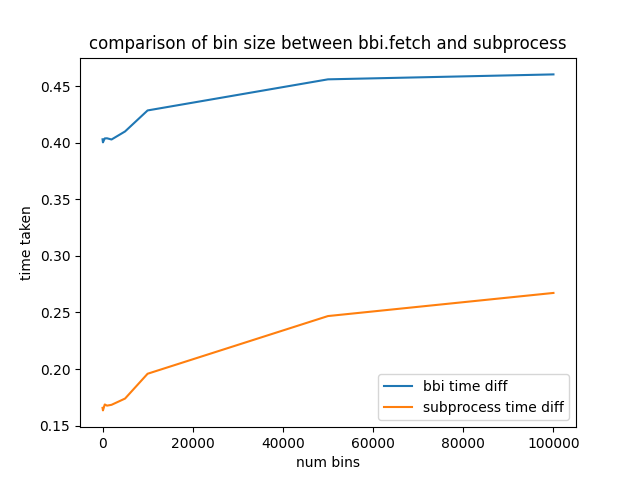 comparison of bin size between bbi.fetch and subprocess
time taken
0.45
0.40
0.35
0.30
0.25
0.20
0.15
bbi time diff
subprocess time diff
0 20000 40000 60000 80000 100000
num bins